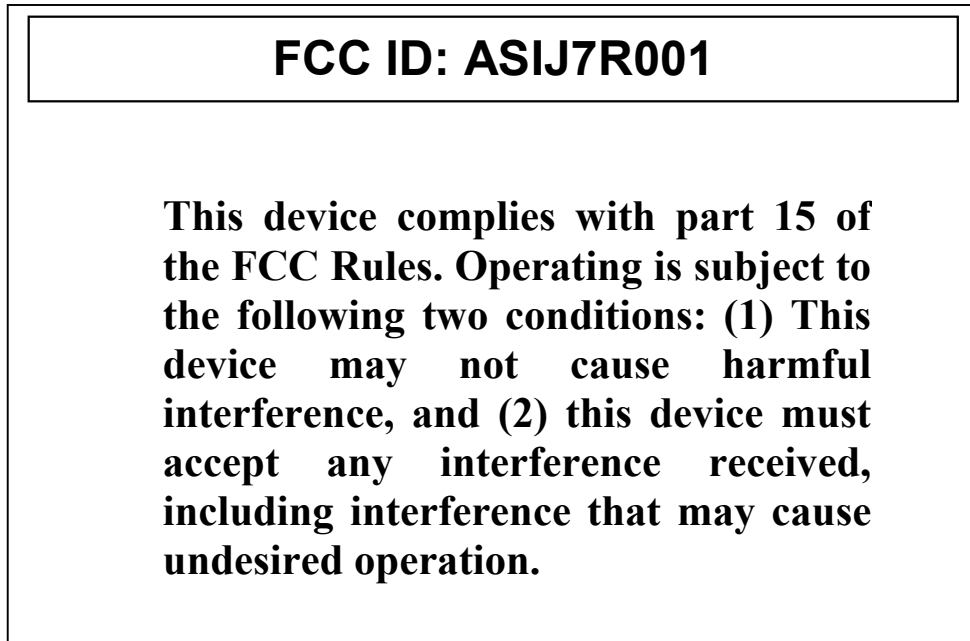 FCC ID: ASIJ7R001
This device complies with part 15 of
the FCC Rules. Operating is subject to
the following two conditions: (1) This
device may not cause harmful
interference, and (2) this device must
accept any interference received,
including interference that may cause
undesired operation.